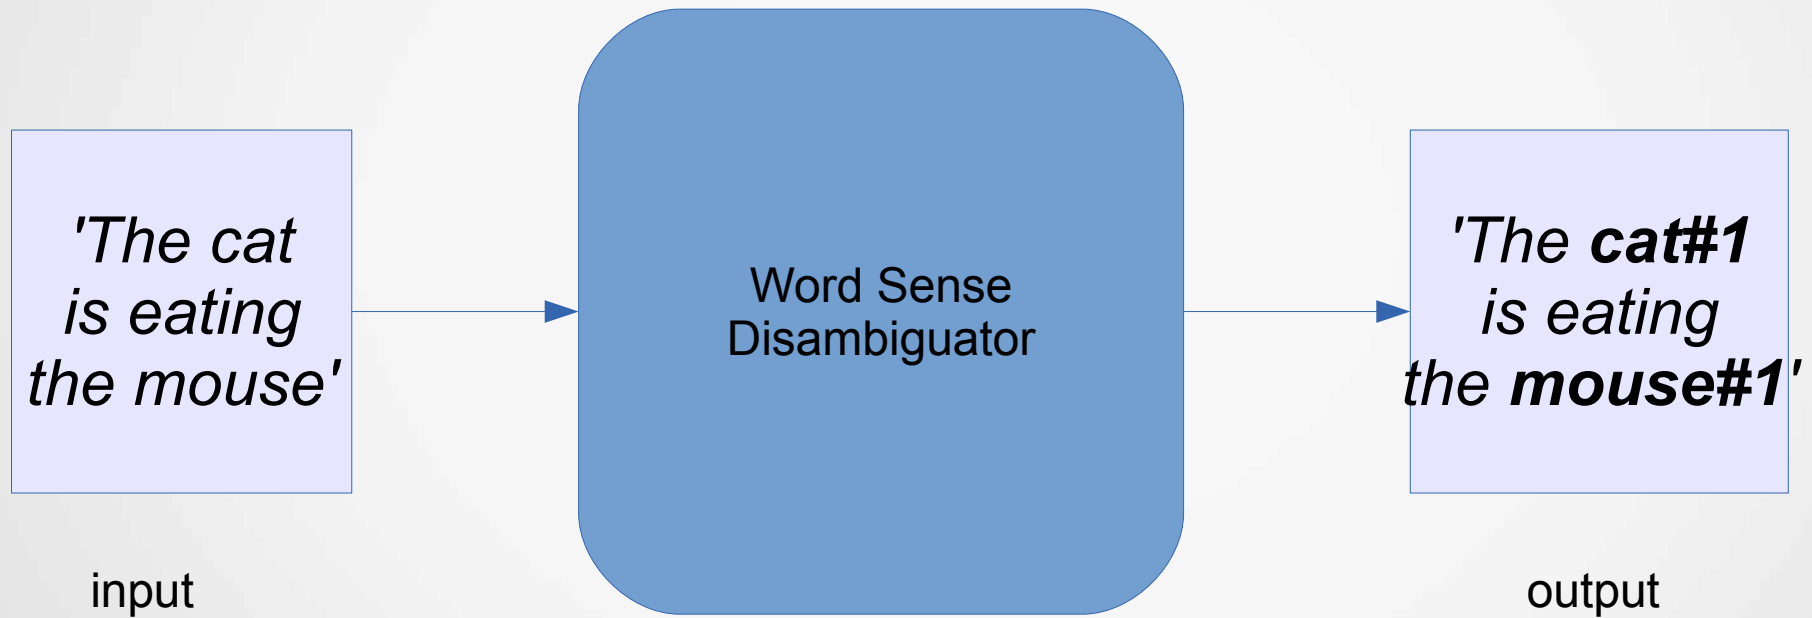 'The cat
is eating
the mouse'
input
Word Sense
Disambiguator
'The cat#1
is eating
the mouse#1'
output